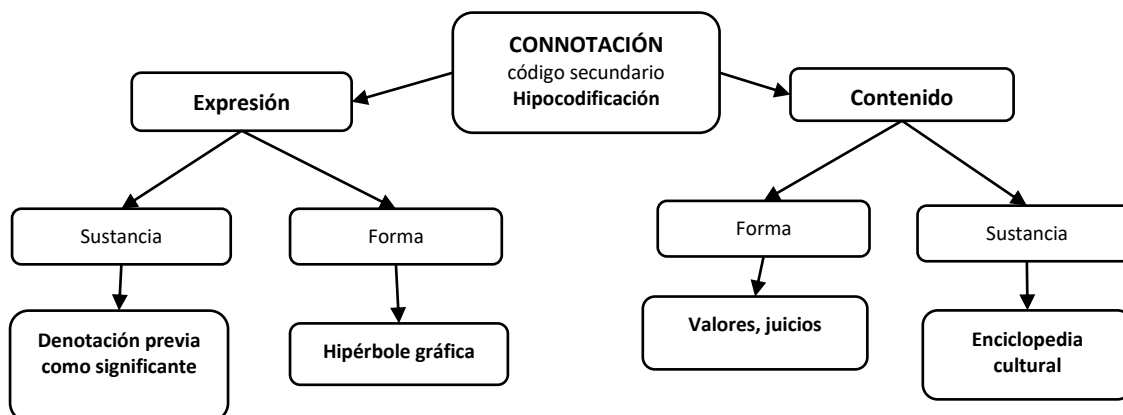 CONNOTACIÓN
código secundario
Hipocodificación
Expresión
Contenido
Sustancia
Forma
Forma
Sustancia
Denotación previa
como significante
Hipérbole gráfica
Valores, juicios
Enciclopedia
cultural